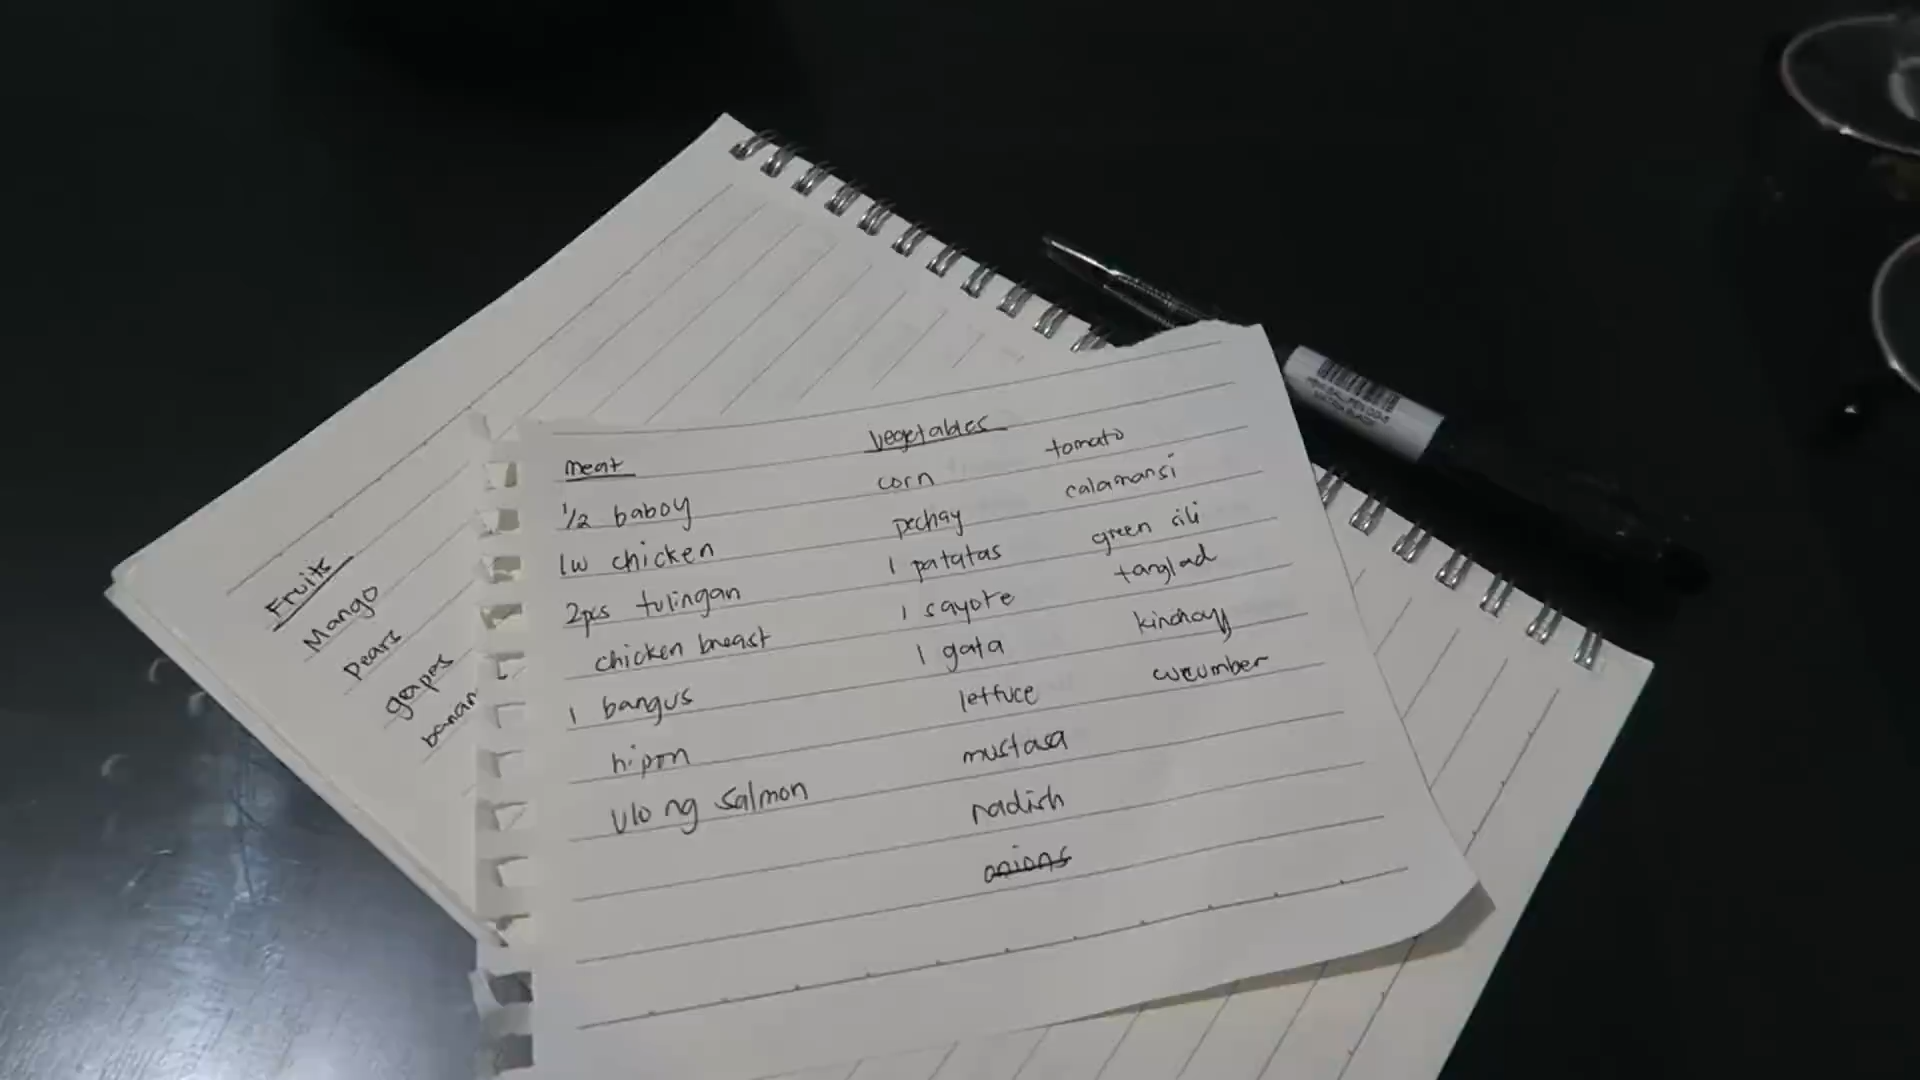 meat
1/2 baboy
1w chicken
2pcs tulingan
chicken breast
1 bangus
hipon
ulo ng salmon
vegetables
corn
pechay
1 patatas
1 sayote
1 gata
lettuce
mustasa
radish
onions
tomato
calamansi
green sili
tanglad
kinchay
cucumber
Fruits
Mango
pears
grapes
banan